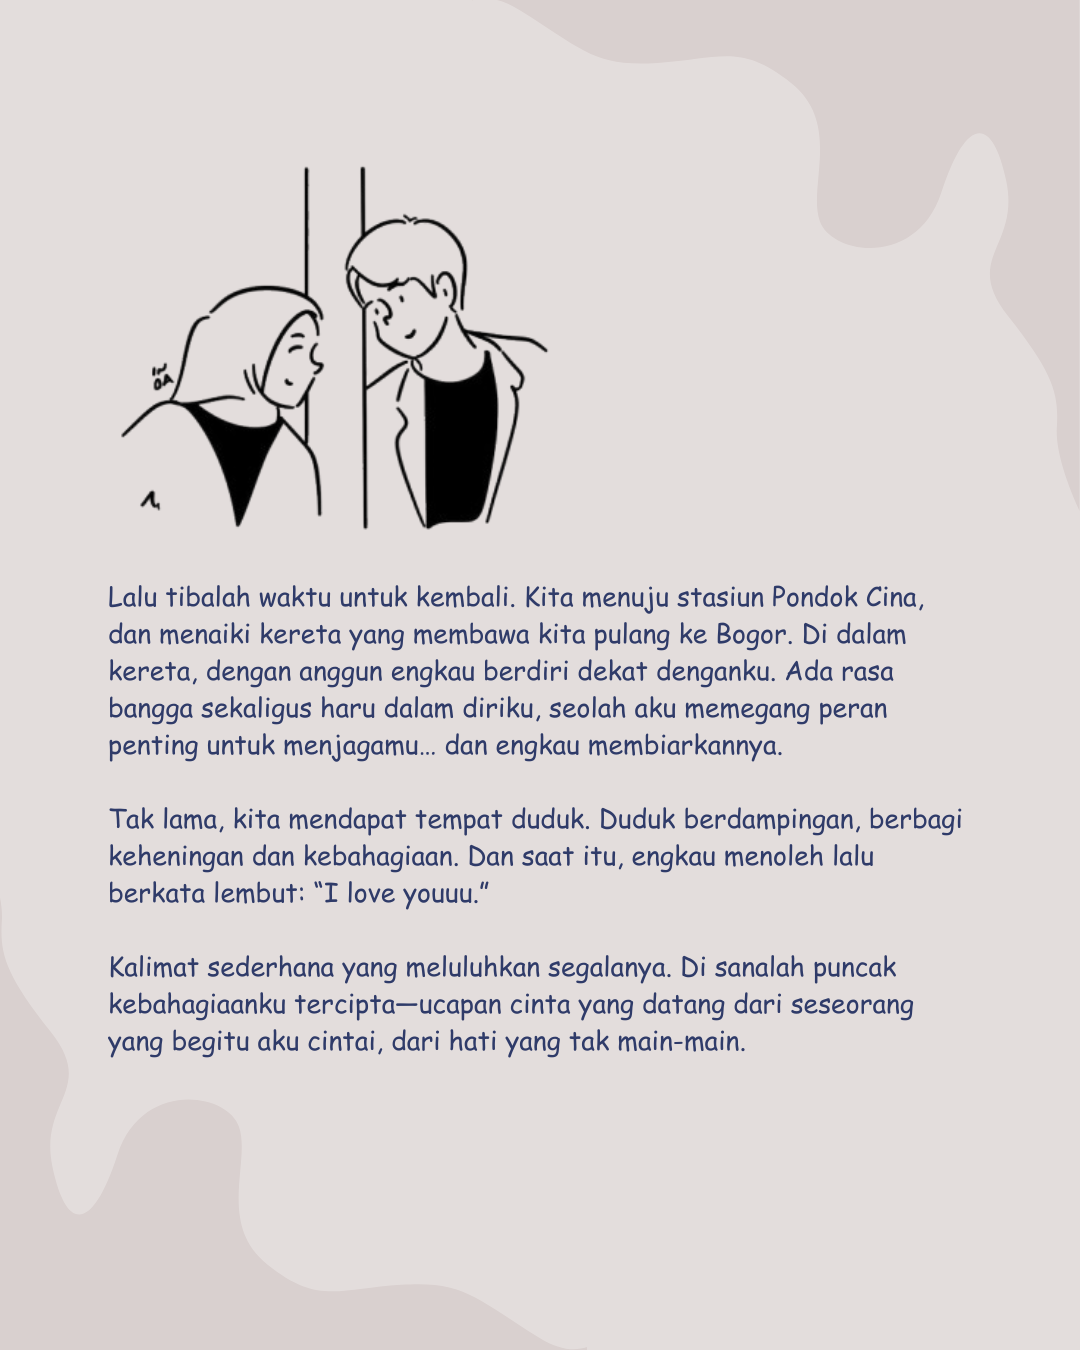 IN
OA
Lalu tibalah waktu untuk kembali. Kita menuju stasiun Pondok Cina,
dan menaiki kereta yang membawa kita pulang ke Bogor. Di dalam
kereta, dengan anggun engkau berdiri dekat denganku. Ada rasa
bangga sekaligus haru dalam diriku, seolah aku memegang peran
penting untuk menjagamu... dan engkau membiarkannya.
Tak lama, kita mendapat tempat duduk. Duduk berdampingan, berbagi
keheningan dan kebahagiaan. Dan saat itu, engkau menoleh lalu
berkata lembut: “I love youuu.”
Kalimat sederhana yang meluluhkan segalanya. Di sanalah puncak
kebahagiaanku tercipta—ucapan cinta yang datang dari seseorang
yang begitu aku cintai, dari hati yang tak main-main.